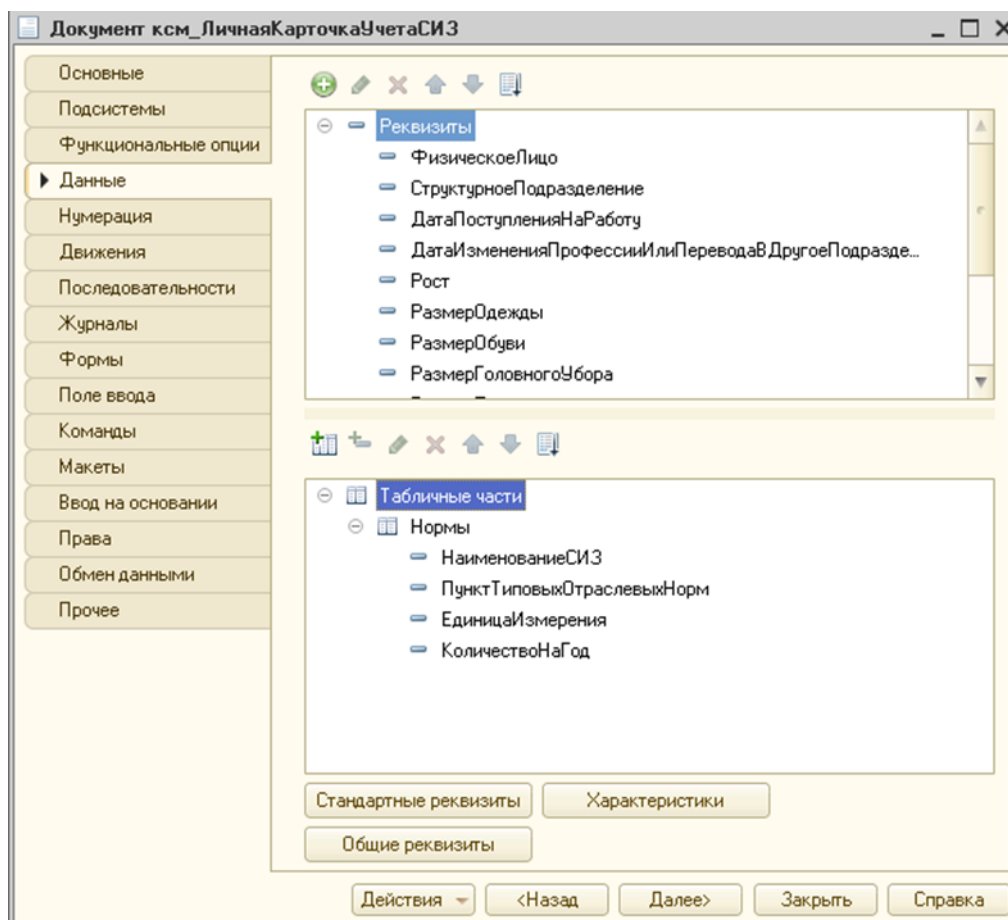 Документ ксм_ЛичнаяКарточкаУчетаСИЗ
Основные
Подсистемы
Функциональные опции
Данные
Нумерация
Движения
Последовательности
Журналы
Формы
Поле ввода
Команды
Макеты
Ввод на основании
Права
Обмен данными
Прочее
Реквизиты
ФизическоеЛицо
СтруктурноеПодразделение
ДатаПоступленияНаРаботу
ДатаИзмененияПрофессииИлиПереводаВДругоеПодразде...
Рост
РазмерОдежды
РазмерОбуви
РазмерГоловногоУбора
Табличные части
Нормы
НаименованиеСИЗ
ПунктТиповыхОтраслевыхНорм
ЕдиницаИзмерения
КоличествоНаГод
Стандартные реквизиты
Характеристики
Общие реквизиты
Действия
<Назад
Далее>
Закрыть
Справка